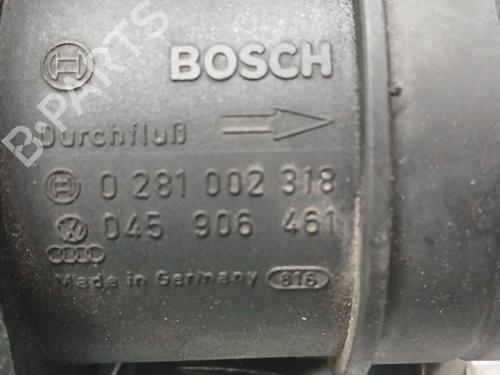 BOSCH
Durchfluß
0 281 002 318
045 906 461
Made in Germany 816
B-PARTS